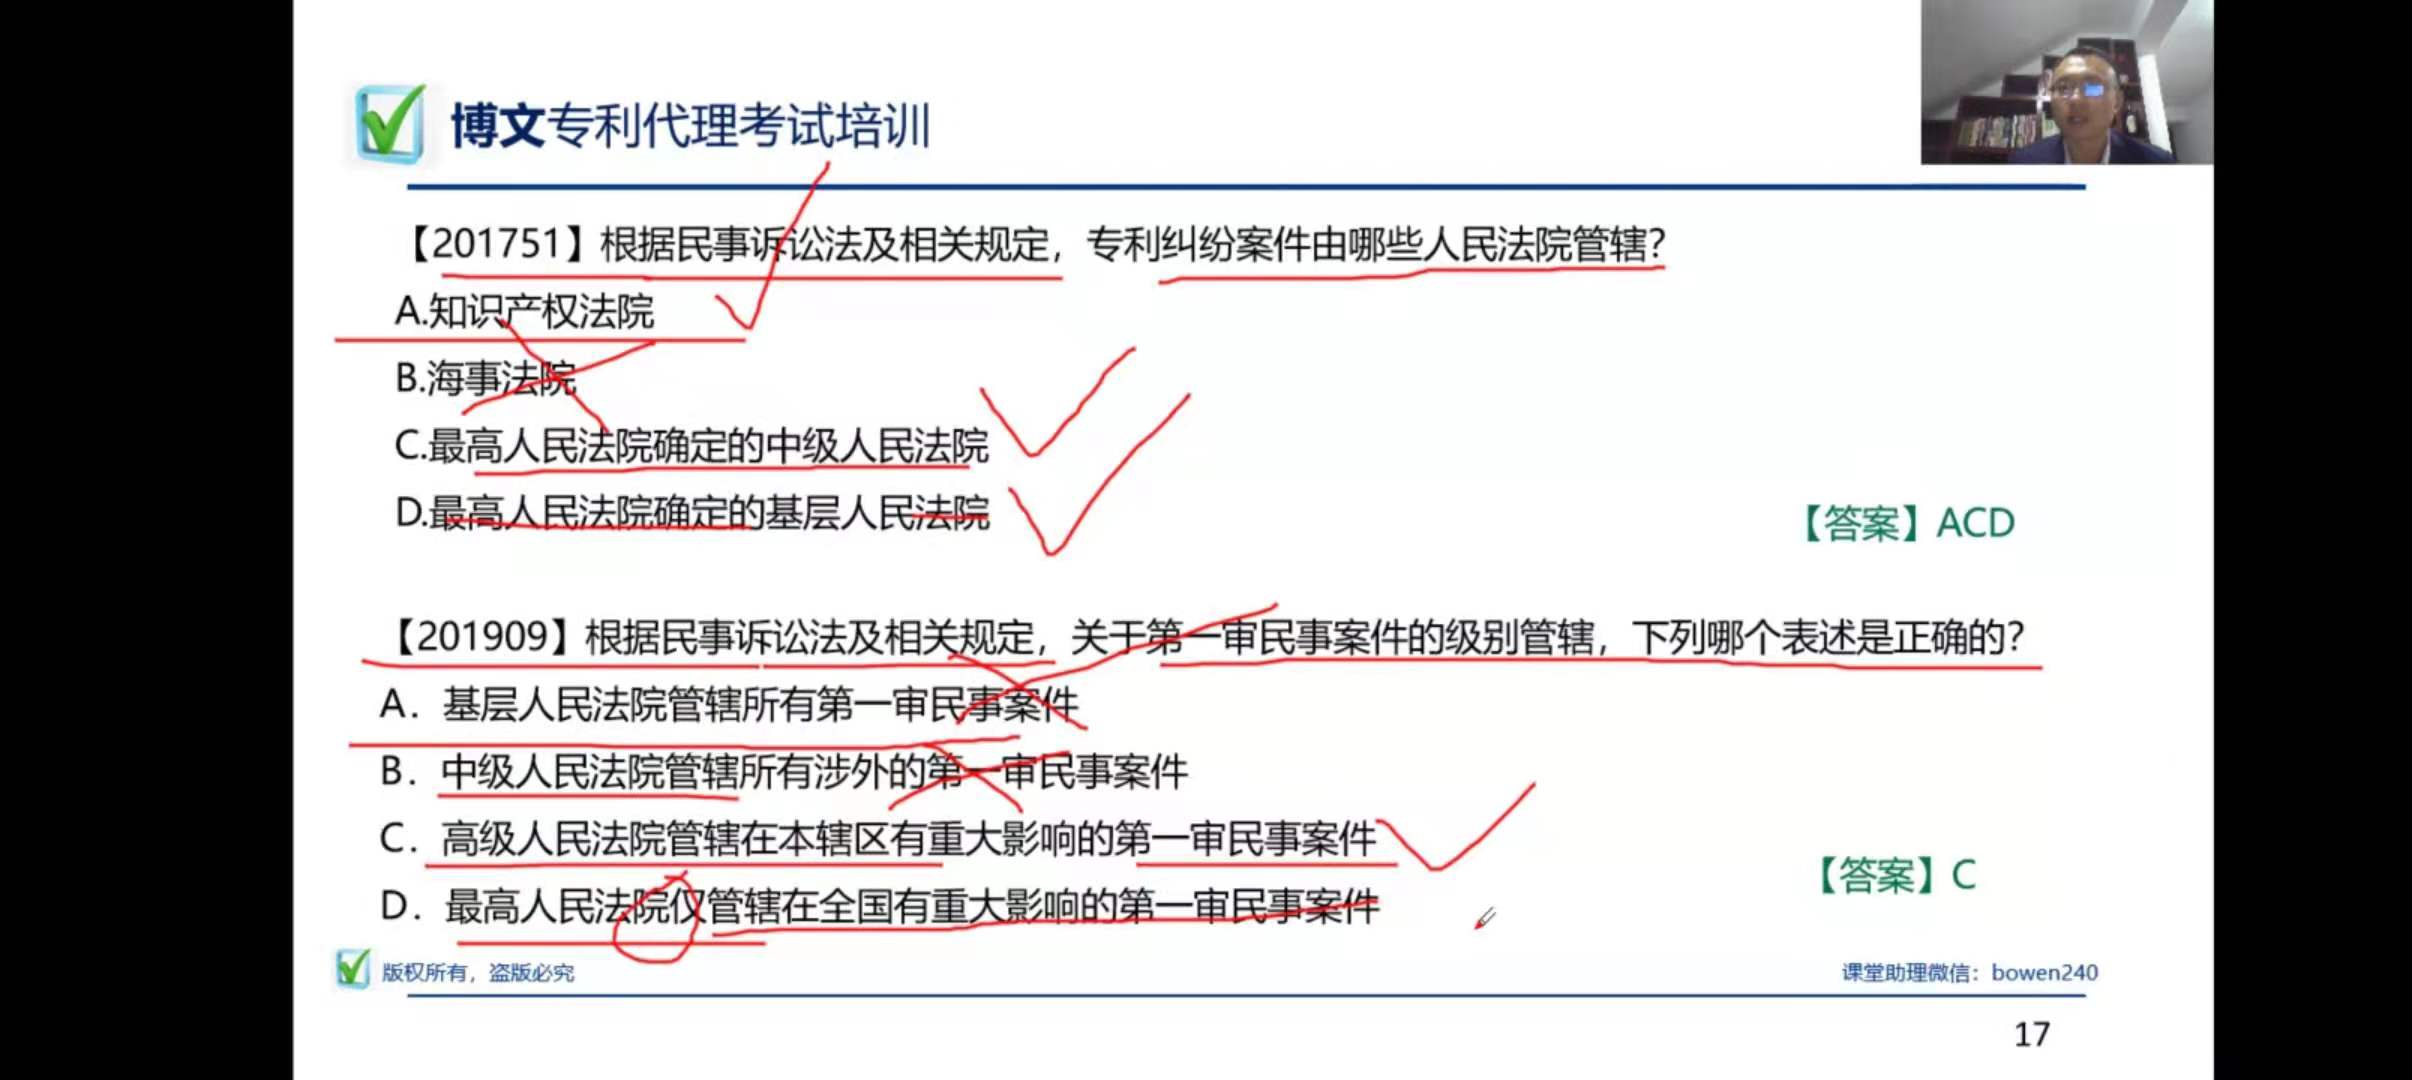 博文专利代理考试培训
【201751】根据民事诉讼法及相关规定，专利纠纷案件由哪些人民法院管辖？
A.知识产权法院
B.海事法院
C.最高人民法院确定的中级人民法院
D.最高人民法院确定的基层人民法院
【答案】ACD
【201909】根据民事诉讼法及相关规定，关于第一审民事案件的级别管辖，下列哪个表述是正确的？
A．基层人民法院管辖所有第一审民事案件
B．中级人民法院管辖所有涉外的第一审民事案件
C．高级人民法院管辖在本辖区有重大影响的第一审民事案件
【答案】C
D．最高人民法院仅管辖在全国有重大影响的第一审民事案件
版权所有，盗版必究
课堂助理微信：bowen240
17